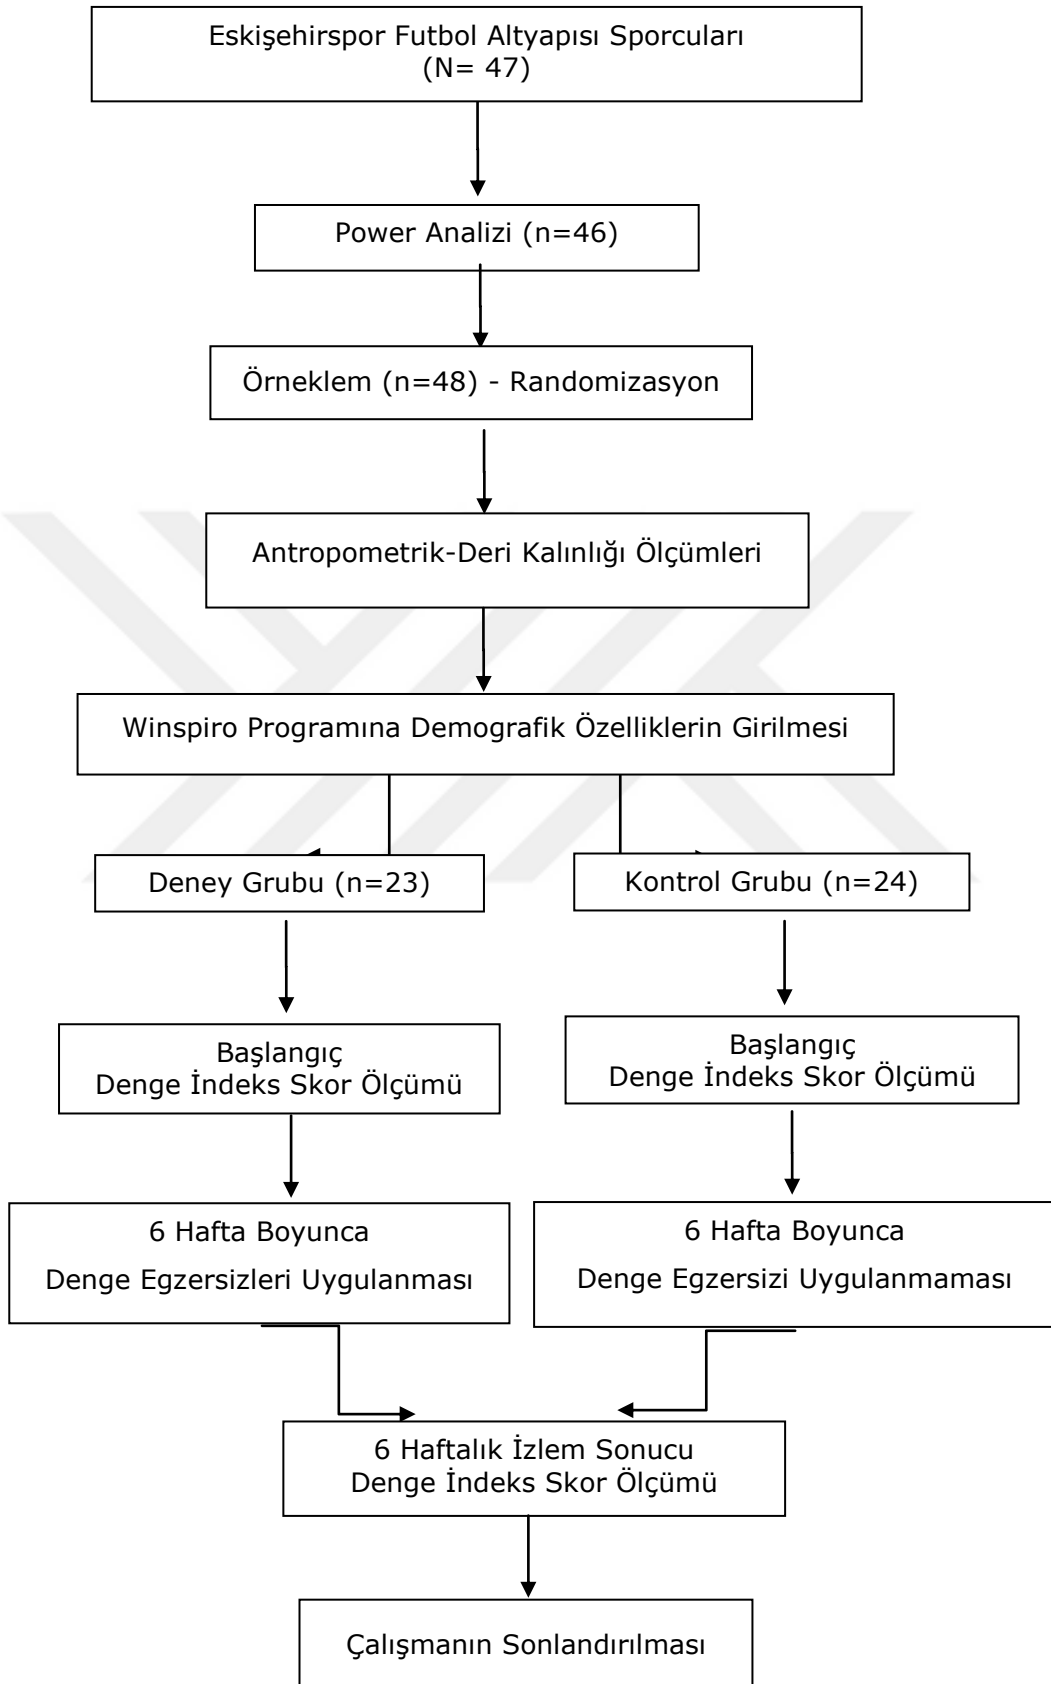 Eskişehirspor Futbol Altyapısı Sporcuları
(N= 47)
Power Analizi (n=46)
Örneklem (n=48) - Randomizasyon
Antropometrik-Deri Kalınlığı Ölçümleri
Winspiro Programına Demografik Özelliklerin Girilmesi
Deney Grubu (n=23)
Kontrol Grubu (n=24)
Başlangıç
Denge İndeks Skor Ölçümü
Başlangıç
Denge İndeks Skor Ölçümü
6 Hafta Boyunca
Denge Egzersizleri Uygulanması
6 Hafta Boyunca
Denge Egzersizi Uygulanmaması
6 Haftalık İzlem Sonucu
Denge İndeks Skor Ölçümü
Çalışmanın Sonlandırılması